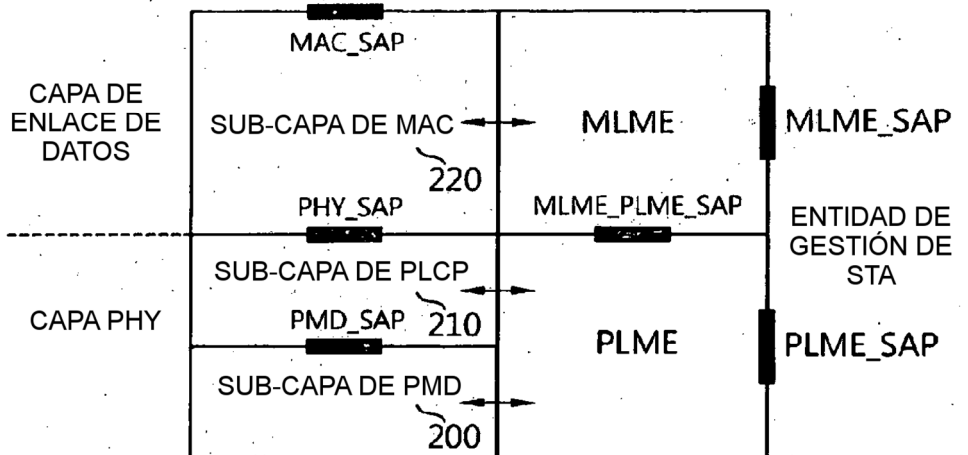 MAC_SAP
CAPA DE
ENLACE DE
DATOS
SUB-CAPA DE MAC
220
MLME
MLME_SAP
PHY_SAP
MLME_PLME_SAP
ENTIDAD DE
GESTIÓN DE
STA
SUB-CAPA DE PLCP
210
CAPA PHY
PMD_SAP
PLME
PLME_SAP
SUB-CAPA DE PMD
200